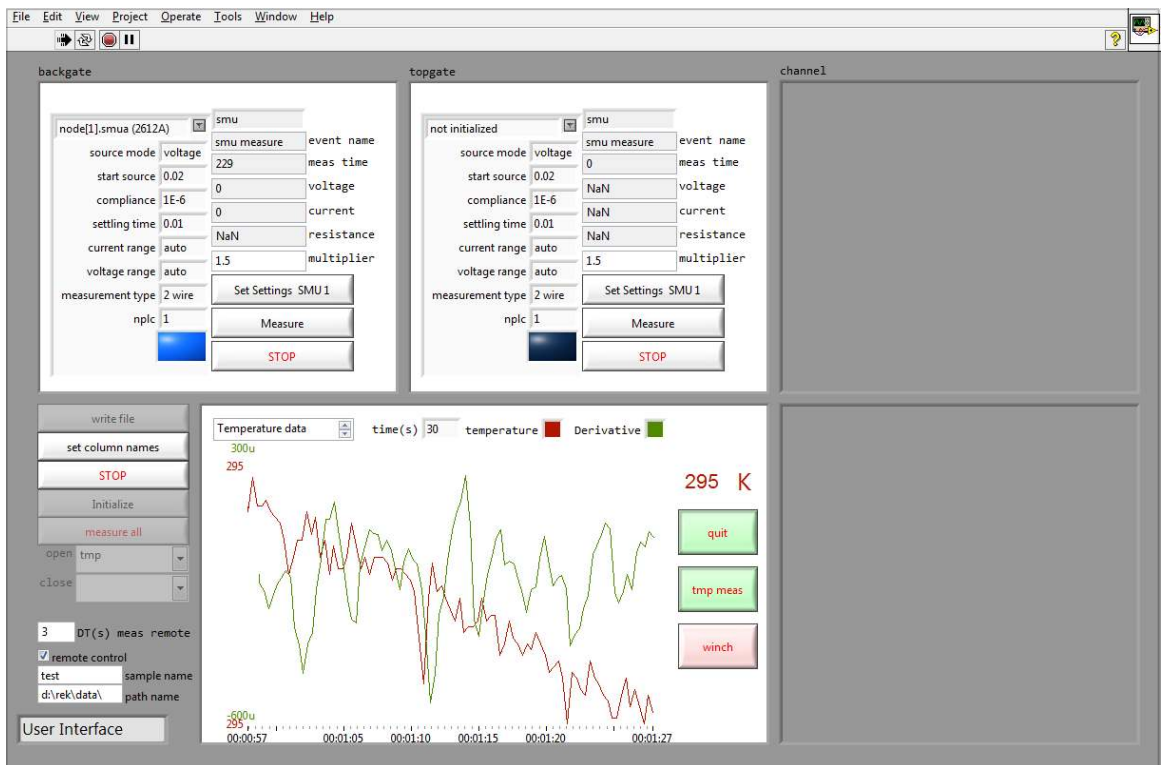 File Edit View Project Operate Tools Window Help
backgate
node[1].smua (2612A)
source mode voltage
start source 0.02
compliance 1E-6
settling time 0.01
current range auto
voltage range auto
measurement type 2 wire
nplc 1
smu
smu measure event name
229 meas time
0 voltage
0 current
NaN resistance
1.5 multiplier
Set Settings SMU 1
Measure
STOP
topgate
not initialized
source mode voltage
start source 0.02
compliance 1E-6
settling time 0.01
current range auto
voltage range auto
measurement type 2 wire
nplc 1
smu
smu measure event name
0 meas time
NaN voltage
NaN current
NaN resistance
1.5 multiplier
Set Settings SMU 1
Measure
STOP
channel
write file
set column names
STOP
Initialize
measure all
open tmp
close
3 DT(s) meas remote
remote control
test sample name
d:\rek\data\ path name
User Interface
Temperature data time(s) 30 temperature Derivative
300u
295
-600u
295
00:00:57 00:01:05 00:01:10 00:01:15 00:01:20 00:01:27
295 K
quit
tmp meas
winch